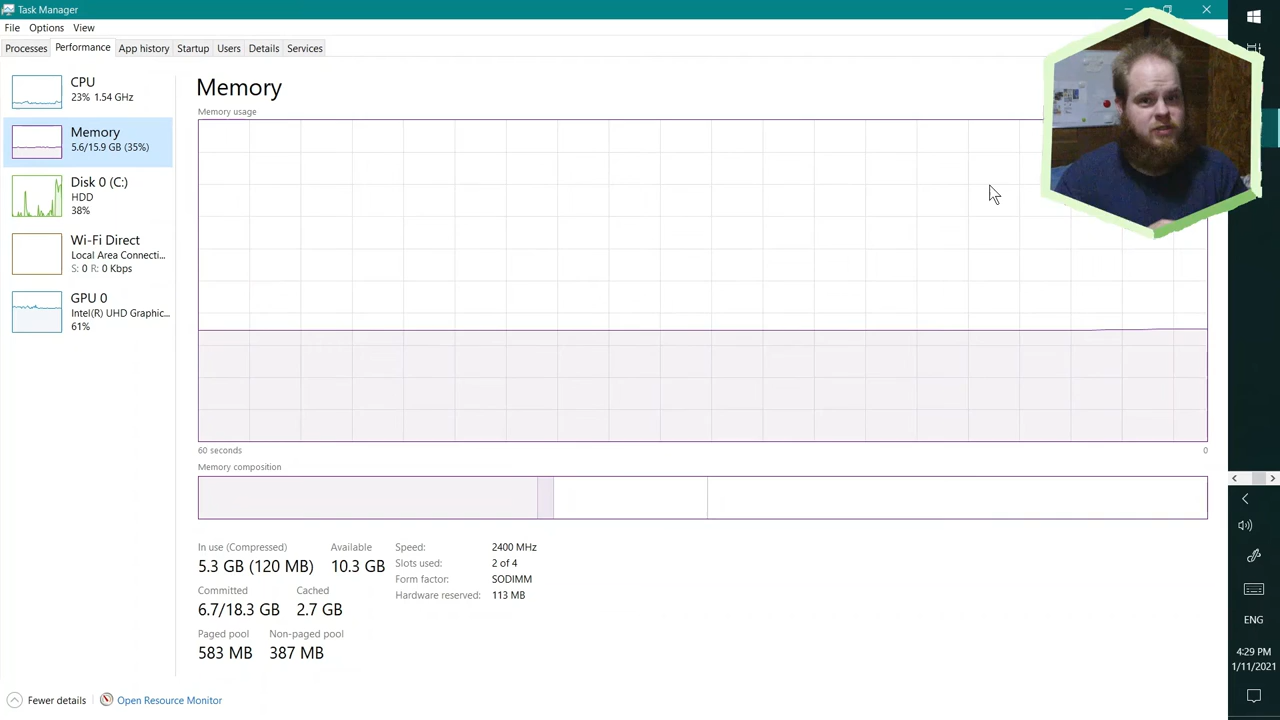 Task Manager
File Options View
Processes Performance App history Startup Users Details Services
CPU
23% 1.54 GHz
Memory
5.6/15.9 GB (35%)
Disk 0 (C:)
HDD
38%
Wi-Fi Direct
Local Area Connecti...
S: 0 R: 0 Kbps
GPU 0
Intel(R) UHD Graphic...
61%
Memory
Memory usage
60 seconds 0
Memory composition
In use (Compressed) Available
5.3 GB (120 MB) 10.3 GB
Committed Cached
6.7/18.3 GB 2.7 GB
Paged pool Non-paged pool
583 MB 387 MB
Speed: 2400 MHz
Slots used: 2 of 4
Form factor: SODIMM
Hardware reserved: 113 MB
Fewer details Open Resource Monitor
ENG
4:29 PM
1/11/2021